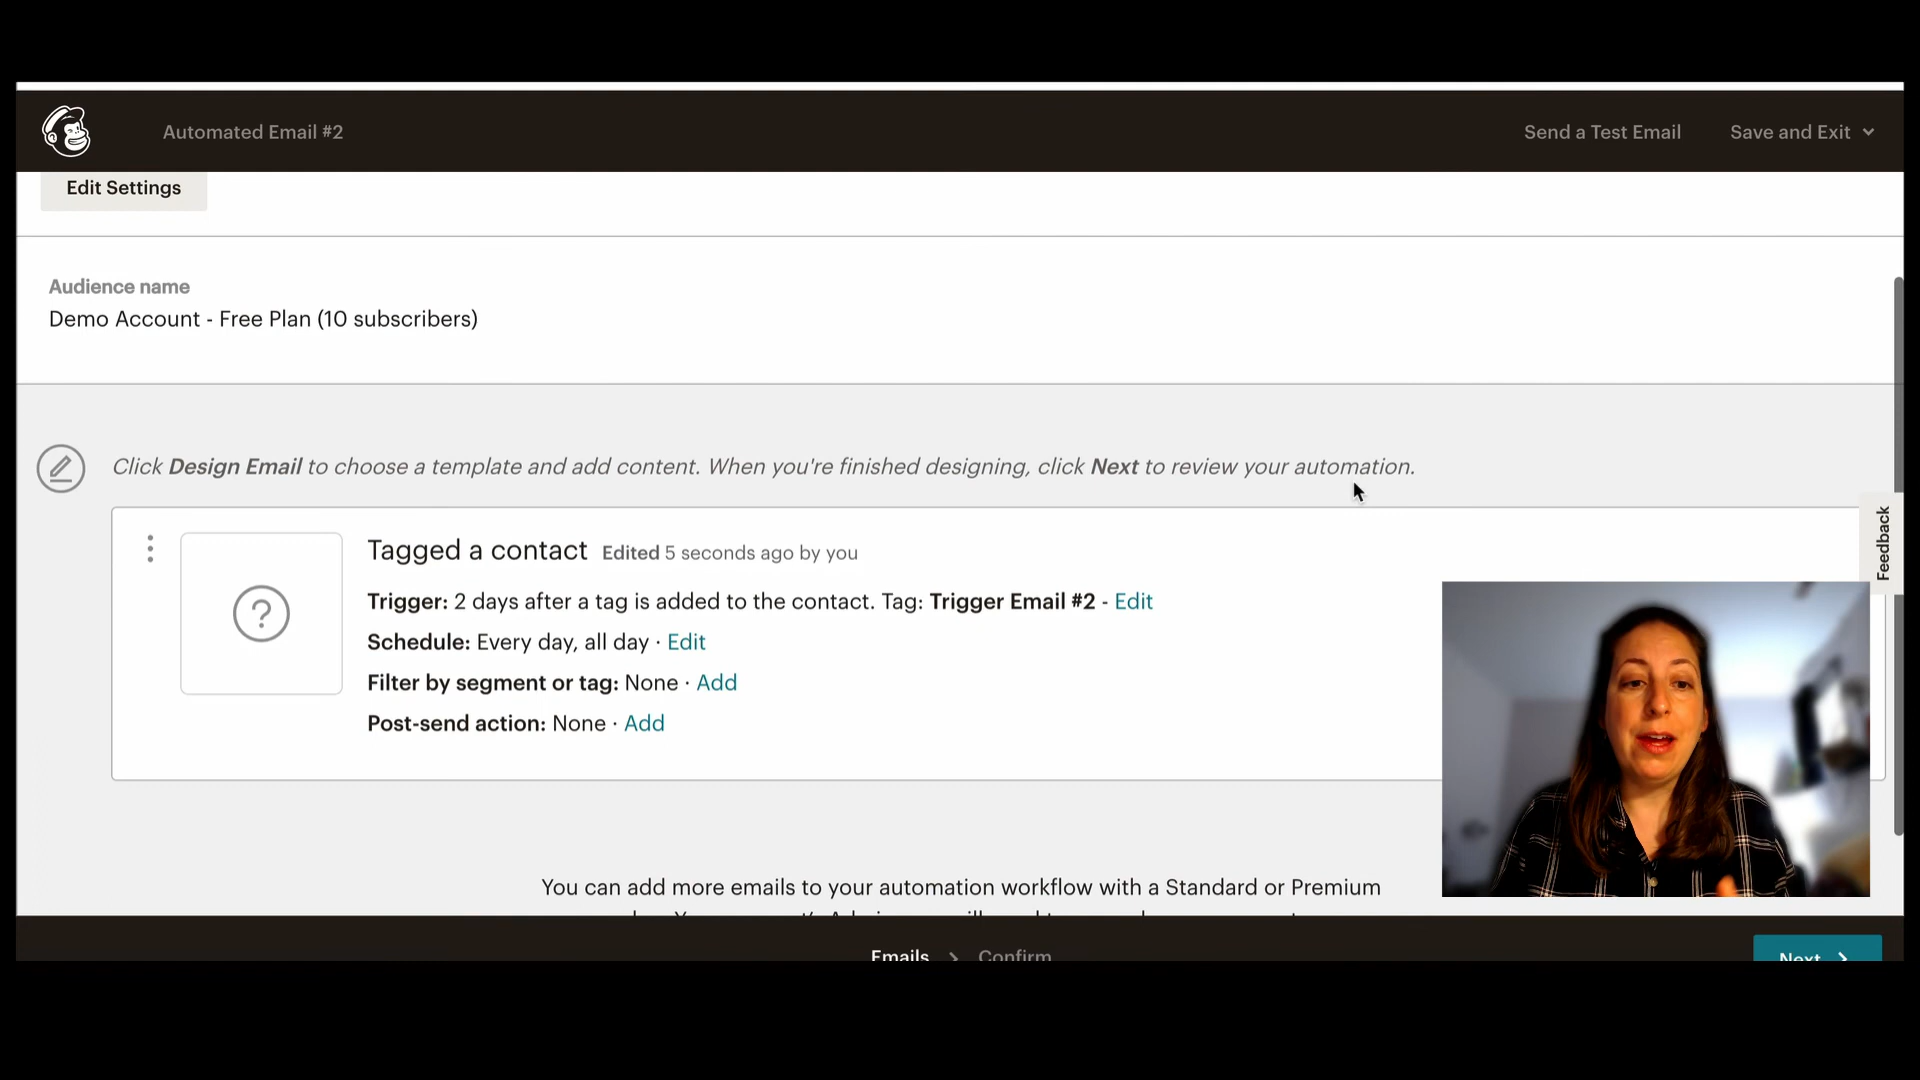 Automated Email #2
Send a Test Email
Save and Exit
Edit Settings
Audience name
Demo Account - Free Plan (10 subscribers)
Click Design Email to choose a template and add content. When you're finished designing, click Next to review your automation.
Feedback
Tagged a contact Edited 5 seconds ago by you
Trigger: 2 days after a tag is added to the contact. Tag: Trigger Email #2 - Edit
Schedule: Every day, all day · Edit
Filter by segment or tag: None · Add
Post-send action: None · Add
You can add more emails to your automation workflow with a Standard or Premium
Emails > Confirm
Next >